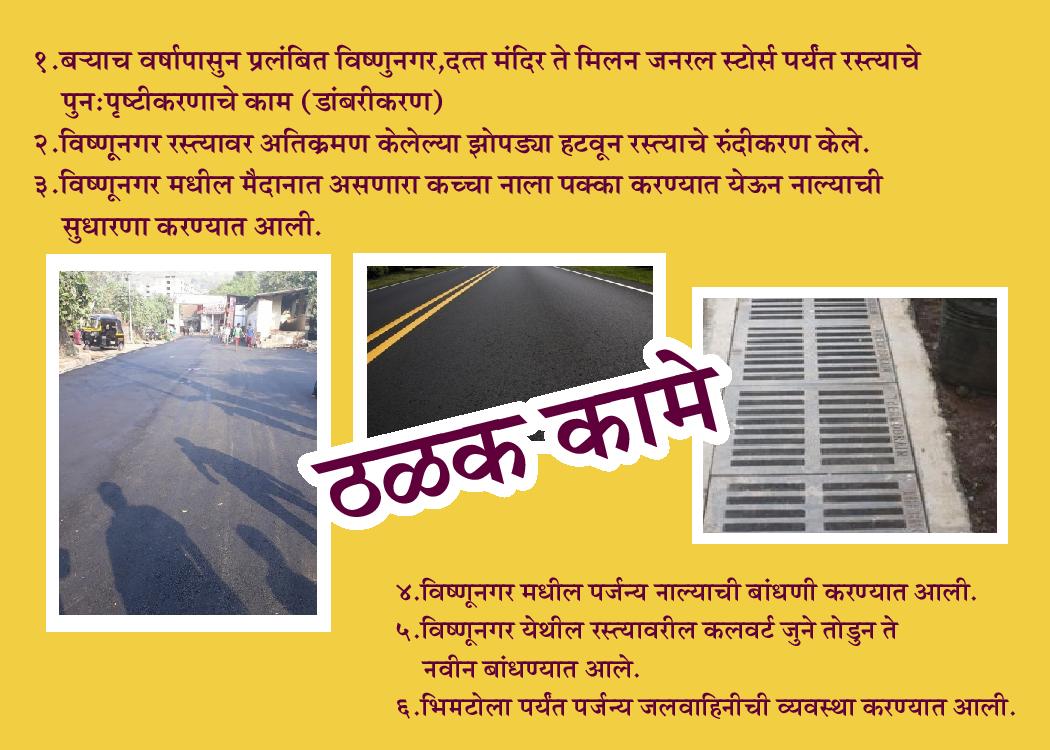 १.बऱ्याच वर्षापासुन प्रलंबित विष्णुनगर,दत्त मंदिर ते मिलन जनरल स्टोर्स पर्यंत रस्त्याचे
पुन:पृष्टीकरणाचे काम (डांबरीकरण)
२.विष्णूनगर रस्त्यावर अतिक्रमण केलेल्या झोपड्या हटवून रस्त्याचे रुंदीकरण केले.
३.विष्णूनगर मधील मैदानात असणारा कच्चा नाला पक्का करण्यात येऊन नाल्याची
सुधारणा करण्यात आली.
ठळक कामे
४.विष्णूनगर मधील पर्जन्य नाल्याची बांधणी करण्यात आली.
५.विष्णूनगर येथील रस्त्यावरील कलवर्ट जुने तोडुन ते
नवीन बांधण्यात आले.
६.भिमटोला पर्यंत पर्जन्य जलवाहिनीची व्यवस्था करण्यात आली.